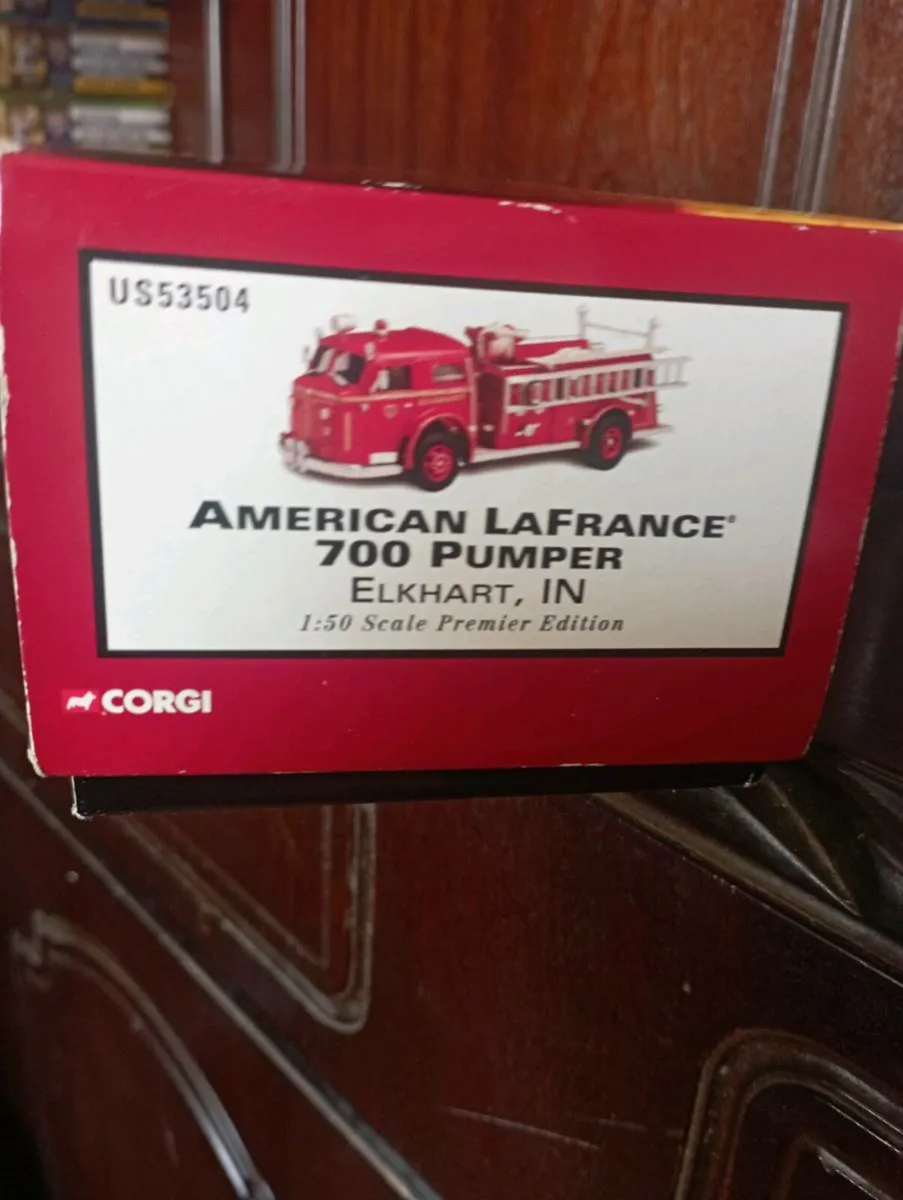 US53504
AMERICAN LAFRANCE®
700 PUMPER
ELKHART, IN
1:50 Scale Premier Edition
CORGI